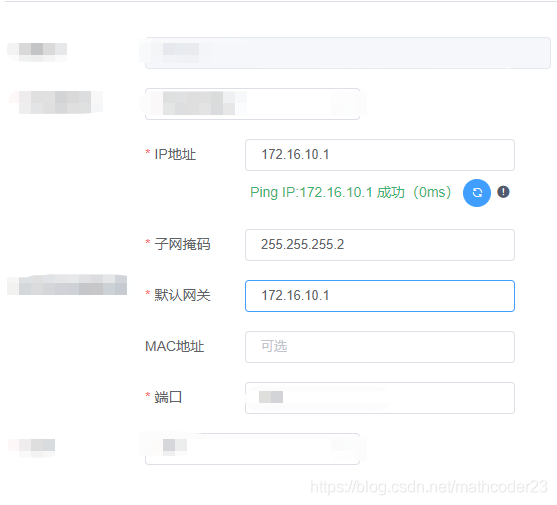 * IP地址 172.16.10.1
Ping IP:172.16.10.1 成功（0ms）
* 子网掩码 255.255.255.2
* 默认网关 172.16.10.1
MAC地址 可选
* 端口
https://blog.csdn.net/mathcoder23